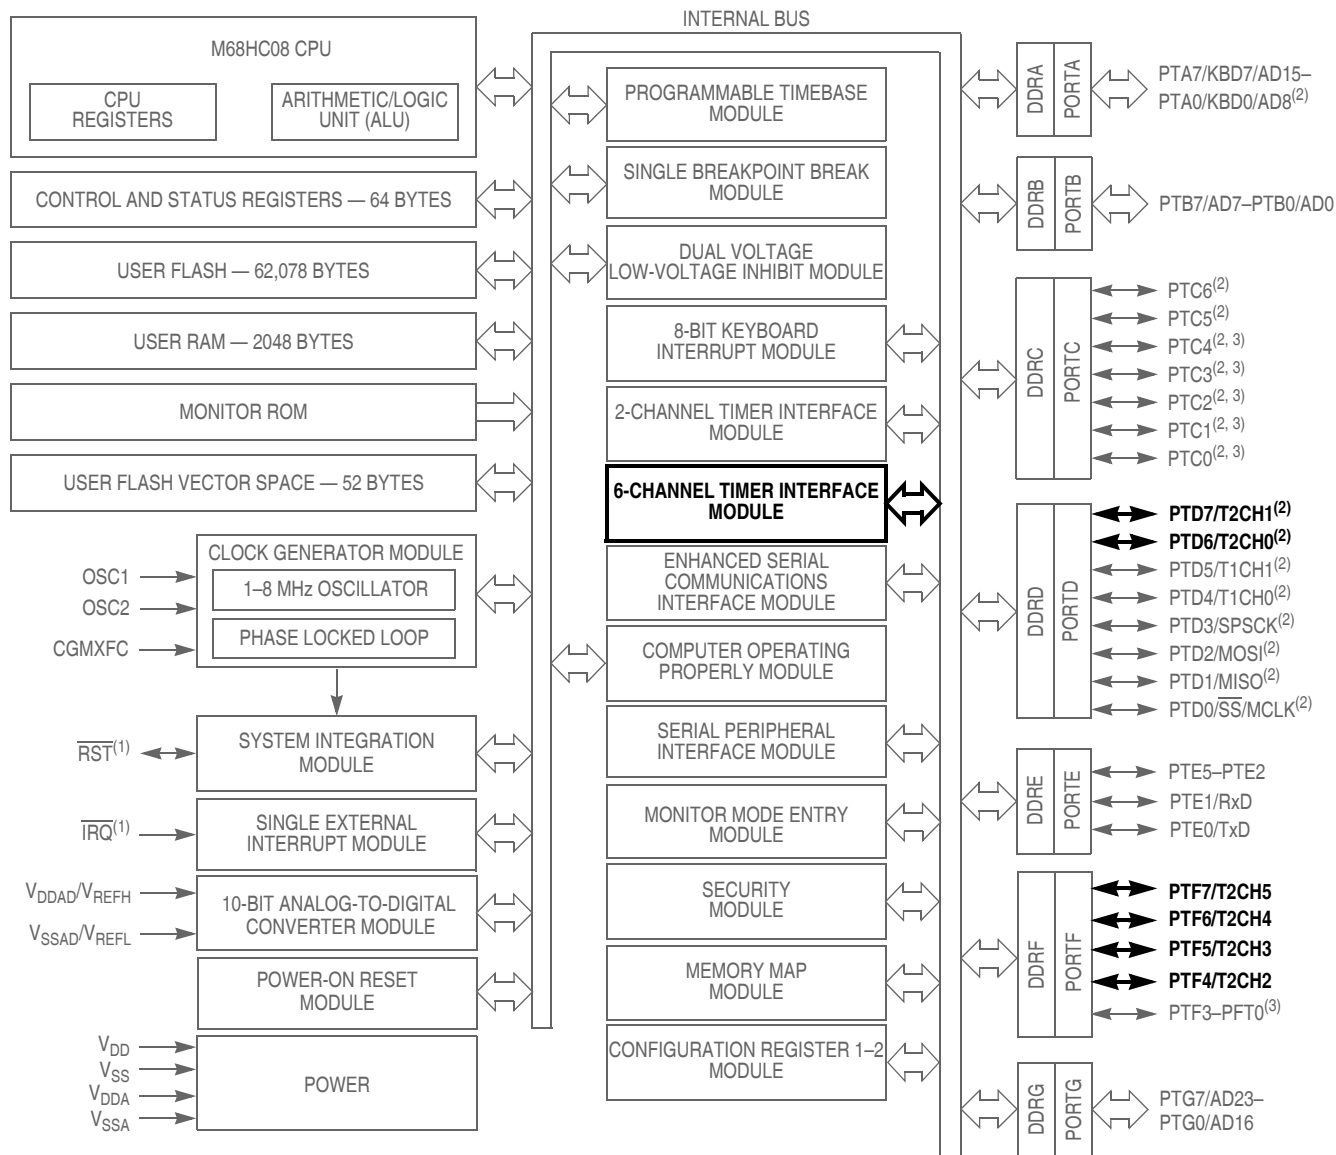 INTERNAL BUS
M68HC08 CPU
CPU
REGISTERS
ARITHMETIC/LOGIC
UNIT (ALU)
CONTROL AND STATUS REGISTERS — 64 BYTES
USER FLASH — 62,078 BYTES
USER RAM — 2048 BYTES
MONITOR ROM
USER FLASH VECTOR SPACE — 52 BYTES
OSC1
OSC2
CGMXFC
CLOCK GENERATOR MODULE
1–8 MHz OSCILLATOR
PHASE LOCKED LOOP
RST(1)
SYSTEM INTEGRATION
MODULE
IRQ(1)
SINGLE EXTERNAL
INTERRUPT MODULE
VDDAD/VREFH
VSSAD/VREFL
10-BIT ANALOG-TO-DIGITAL
CONVERTER MODULE
POWER-ON RESET
MODULE
VDD
VSS
VDDA
VSSA
POWER
PROGRAMMABLE TIMEBASE
MODULE
SINGLE BREAKPOINT BREAK
MODULE
DUAL VOLTAGE
LOW-VOLTAGE INHIBIT MODULE
8-BIT KEYBOARD
INTERRUPT MODULE
2-CHANNEL TIMER INTERFACE
MODULE
6-CHANNEL TIMER INTERFACE
MODULE
ENHANCED SERIAL
COMMUNICATIONS
INTERFACE MODULE
COMPUTER OPERATING
PROPERLY MODULE
SERIAL PERIPHERAL
INTERFACE MODULE
MONITOR MODE ENTRY
MODULE
SECURITY
MODULE
MEMORY MAP
MODULE
CONFIGURATION REGISTER 1–2
MODULE
DDRA
PORTA
PTA7/KBD7/AD15–
PTA0/KBD0/AD8(2)
DDRB
PORTB
PTB7/AD7–PTB0/AD0
DDRC
PORTC
PTC6(2)
PTC5(2)
PTC4(2, 3)
PTC3(2, 3)
PTC2(2, 3)
PTC1(2, 3)
PTC0(2, 3)
DDRD
PORTD
PTD7/T2CH1(2)
PTD6/T2CH0(2)
PTD5/T1CH1(2)
PTD4/T1CH0(2)
PTD3/SPSCK(2)
PTD2/MOSI(2)
PTD1/MISO(2)
PTD0/SS/MCLK(2)
DDRE
PORTE
PTE5–PTE2
PTE1/RxD
PTE0/TxD
DDRF
PORTF
PTF7/T2CH5
PTF6/T2CH4
PTF5/T2CH3
PTF4/T2CH2
PTF3–PFT0(3)
DDRG
PORTG
PTG7/AD23–
PTG0/AD16